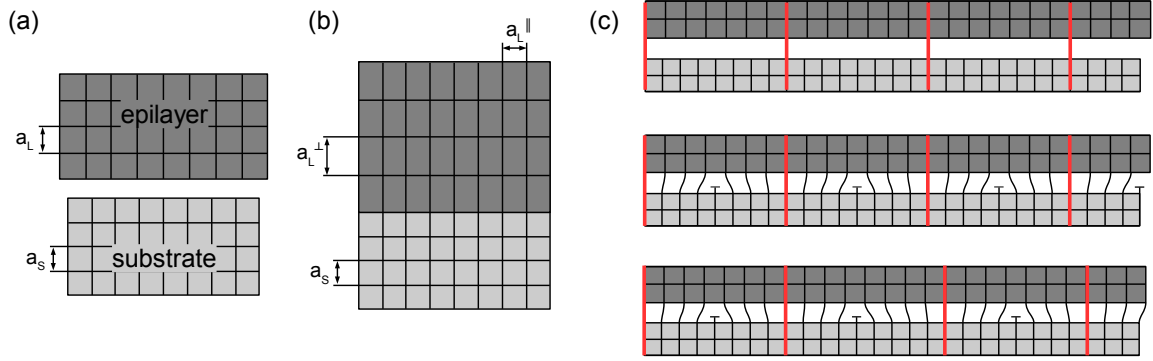 (a)
epilayer
a_L
substrate
a_S
(b)
a_L^∥
a_L^⊥
a_S
(c)